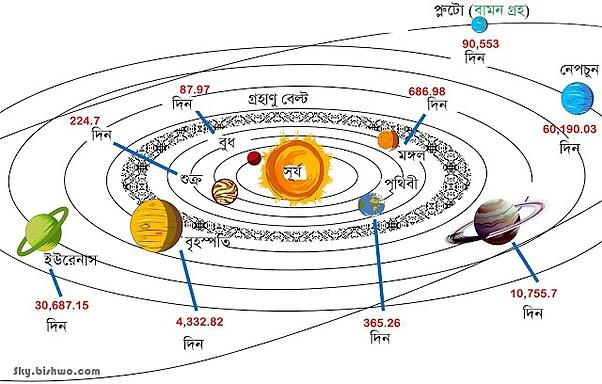 প্লুটো (বামন গ্রহ)
90,553
দিন
নেপচুন
60,190.03
দিন
87.97
দিন
গ্রহাণু বেল্ট
686.98
দিন
224.7
দিন
বুধ
মঙ্গল
সূর্য
শুক্র
পৃথিবী
বৃহস্পতি
ইউরেনাস
30,687.15
দিন
4,332.82
দিন
365.26
দিন
10,755.7
দিন
Sky.bishwo.com